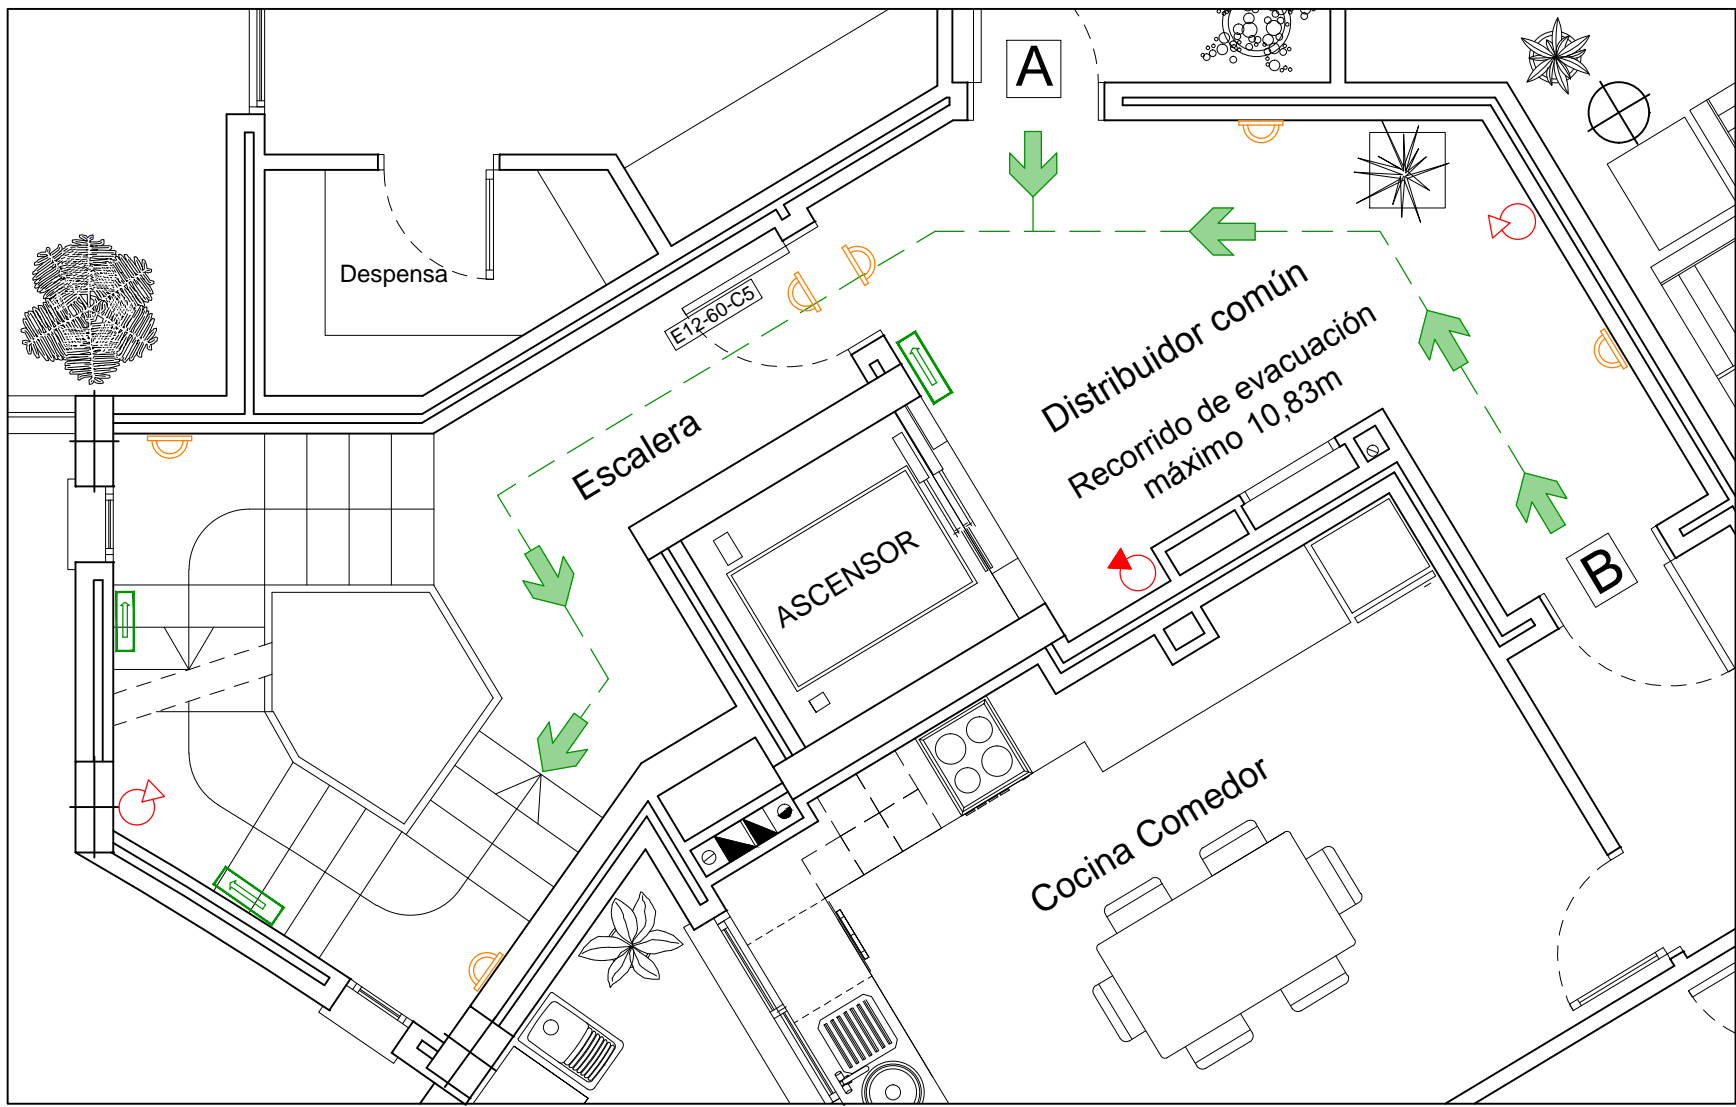 A
Despensa
E12-60-C5
Distribuidor común
Recorrido de evacuación
máximo 10,83m
Escalera
ASCENSOR
B
Cocina Comedor